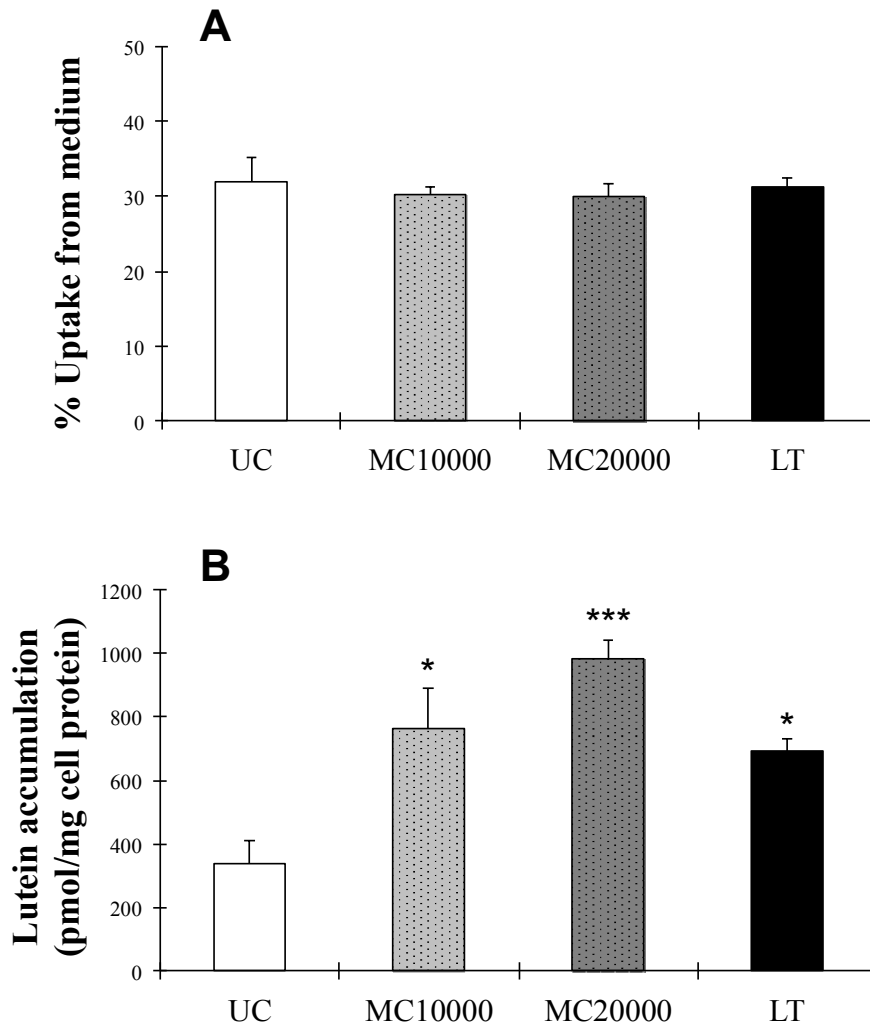 A
% Uptake from medium
50
40
30
20
10
0
UC MC10000 MC20000 LT
B
Lutein accumulation
(pmol/mg cell protein)
1200
1000
800
600
400
200
0
*
***
*
UC MC10000 MC20000 LT